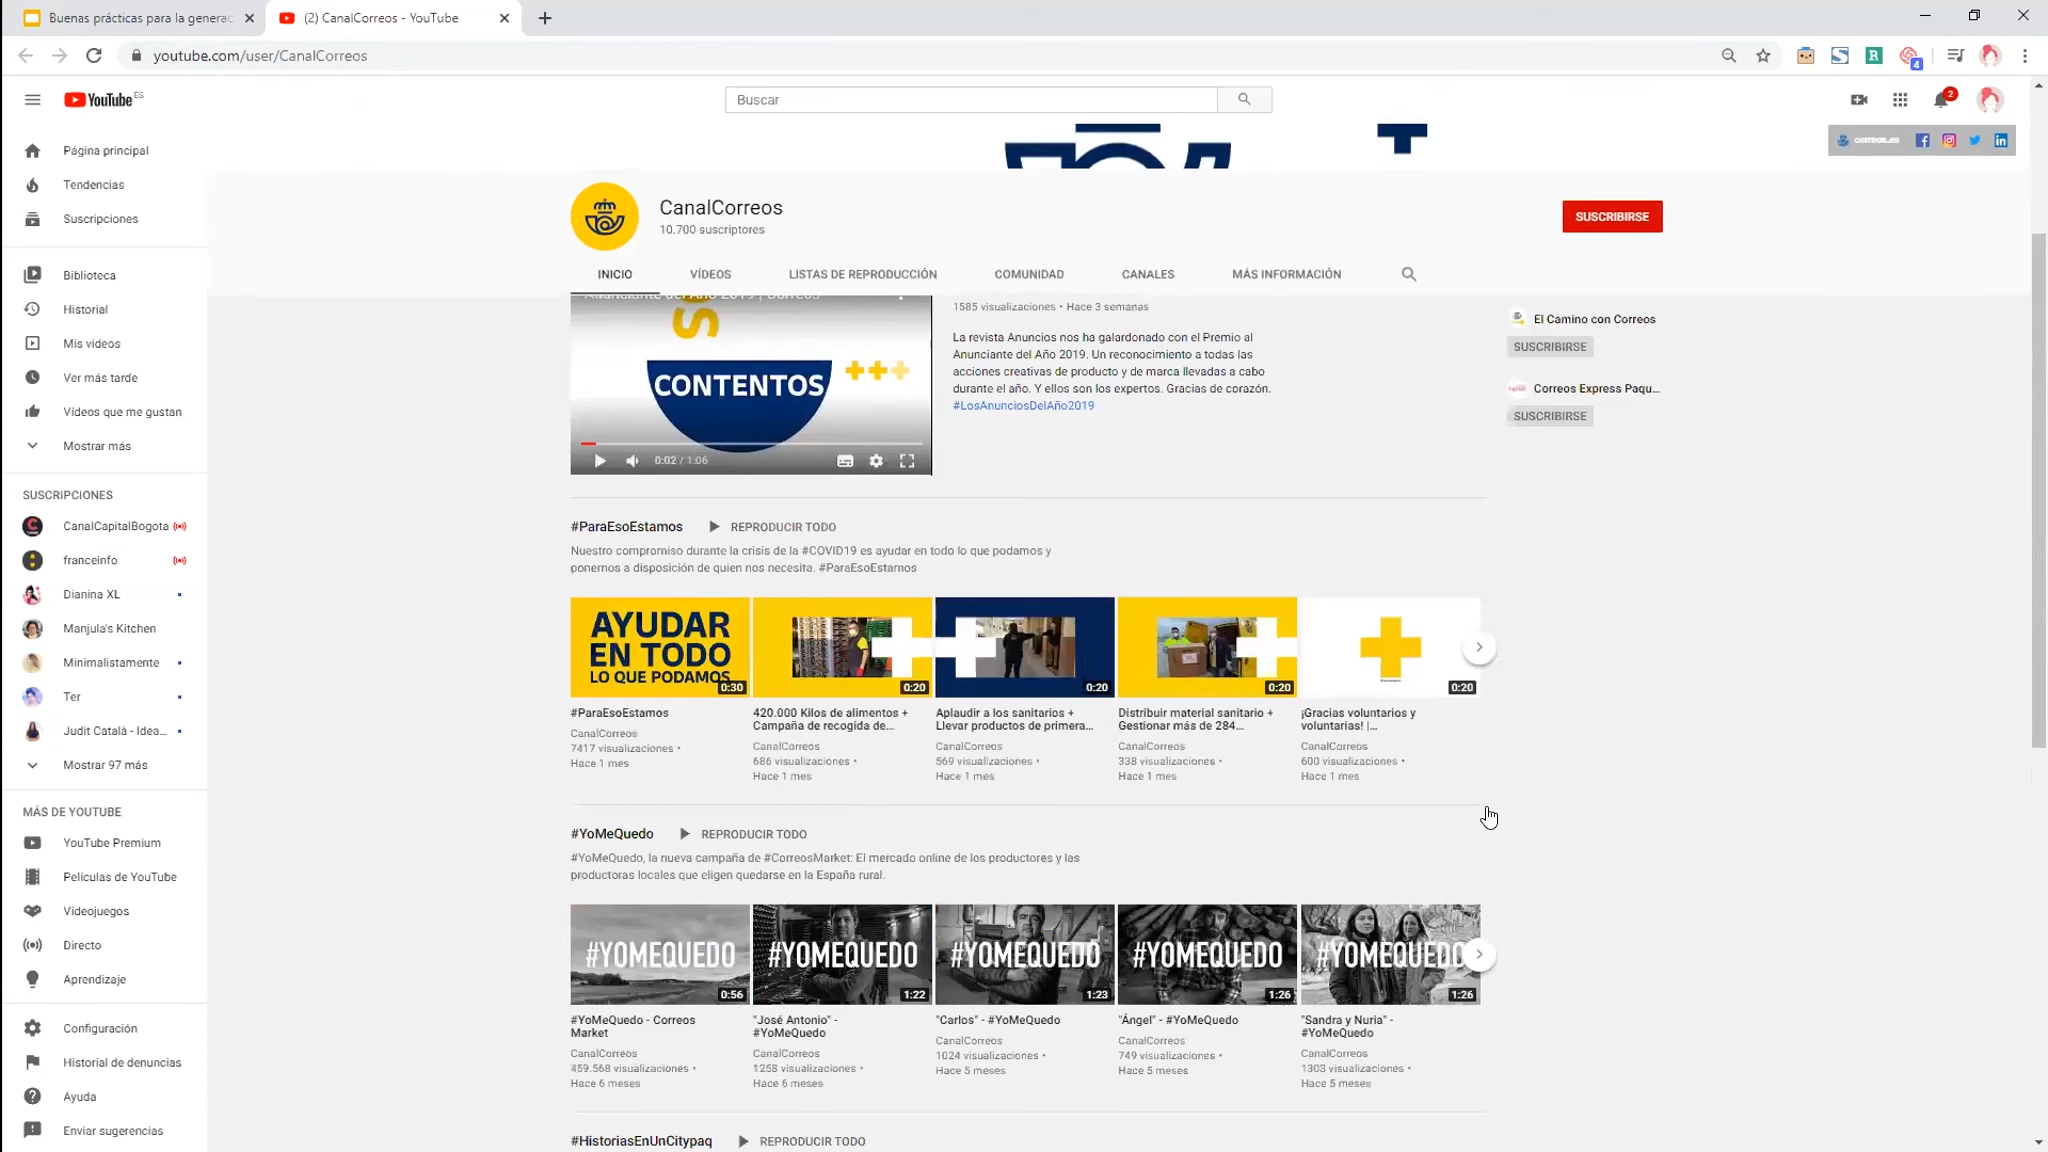 Buenas prácticas para la generac
(2) CanalCorreos - YouTube
youtube.com/user/CanalCorreos
4
YouTube ES
Buscar
2
Página principal
Tendencias
Suscripciones
Biblioteca
Historial
Mis vídeos
Ver más tarde
Vídeos que me gustan
Mostrar más
SUSCRIPCIONES
CanalCapitalBogota
franceinfo
Dianina XL
Manjula's Kitchen
Minimalistamente
Ter
Judit Català - Idea...
Mostrar 97 más
MÁS DE YOUTUBE
YouTube Premium
Películas de YouTube
Videojuegos
Directo
Aprendizaje
Configuración
Historial de denuncias
Ayuda
Enviar sugerencias
CanalCorreos
10.700 suscriptores
SUSCRIBIRSE
INICIO VÍDEOS LISTAS DE REPRODUCCIÓN COMUNIDAD CANALES MÁS INFORMACIÓN
Anunciante del Año 2019 | Correos
CONTENTOS
0:02 / 1:06
1585 visualizaciones • Hace 3 semanas
La revista Anuncios nos ha galardonado con el Premio al
Anunciante del Año 2019. Un reconocimiento a todas las
acciones creativas de producto y de marca llevadas a cabo
durante el año. Y ellos son los expertos. Gracias de corazón.
#LosAnunciosDelAño2019
El Camino con Correos
SUSCRIBIRSE
Correos Express Paqu...
SUSCRIBIRSE
#ParaEsoEstamos REPRODUCIR TODO
Nuestro compromiso durante la crisis de la #COVID19 es ayudar en todo lo que podamos y
ponernos a disposición de quien nos necesita. #ParaEsoEstamos
AYUDAR
EN TODO
LO QUE PODAMOS
0:30
0:20
0:20
0:20
0:20
#ParaEsoEstamos
CanalCorreos
7417 visualizaciones •
Hace 1 mes
420.000 Kilos de alimentos +
Campaña de recogida de...
CanalCorreos
686 visualizaciones •
Hace 1 mes
Aplaudir a los sanitarios +
Llevar productos de primera...
CanalCorreos
569 visualizaciones •
Hace 1 mes
Distribuir material sanitario +
Gestionar más de 284...
CanalCorreos
338 visualizaciones •
Hace 1 mes
¡Gracias voluntarios y
voluntarias! |...
CanalCorreos
600 visualizaciones •
Hace 1 mes
#YoMeQuedo REPRODUCIR TODO
#YoMeQuedo, la nueva campaña de #CorreosMarket: El mercado online de los productores y las
productoras locales que eligen quedarse en la España rural.
#YOMEQUEDO
0:56
#YOMEQUEDO
1:22
#YOMEQUEDO
1:23
#YOMEQUEDO
1:26
#YOMEQUEDO
1:26
#YoMeQuedo - Correos
Market
CanalCorreos
459.568 visualizaciones •
Hace 6 meses
"José Antonio" -
#YoMeQuedo
CanalCorreos
1258 visualizaciones •
Hace 6 meses
"Carlos" - #YoMeQuedo
CanalCorreos
1024 visualizaciones •
Hace 5 meses
"Ángel" - #YoMeQuedo
CanalCorreos
749 visualizaciones •
Hace 5 meses
"Sandra y Nuria" -
#YoMeQuedo
CanalCorreos
1303 visualizaciones •
Hace 5 meses
#HistoriasEnUnCitypaq REPRODUCIR TODO